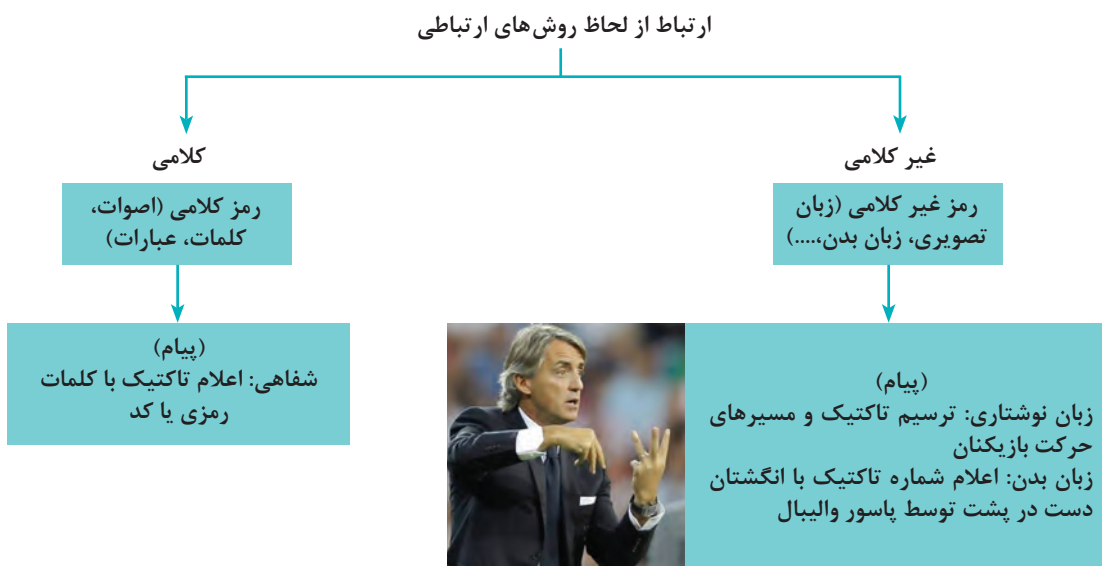 ارتباط از لحاظ روش‌های ارتباطی
غیر کلامی
رمز غیر کلامی (زبان
تصویری، زبان بدن،....)
(پیام)
زبان نوشتاری: ترسیم تاکتیک و مسیرهای
حرکت بازیکنان
زبان بدن: اعلام شماره تاکتیک با انگشتان
دست در پشت توسط پاسور والیبال
کلامی
رمز کلامی (اصوات،
کلمات، عبارات)
(پیام)
شفاهی: اعلام تاکتیک با کلمات
رمزی یا کد